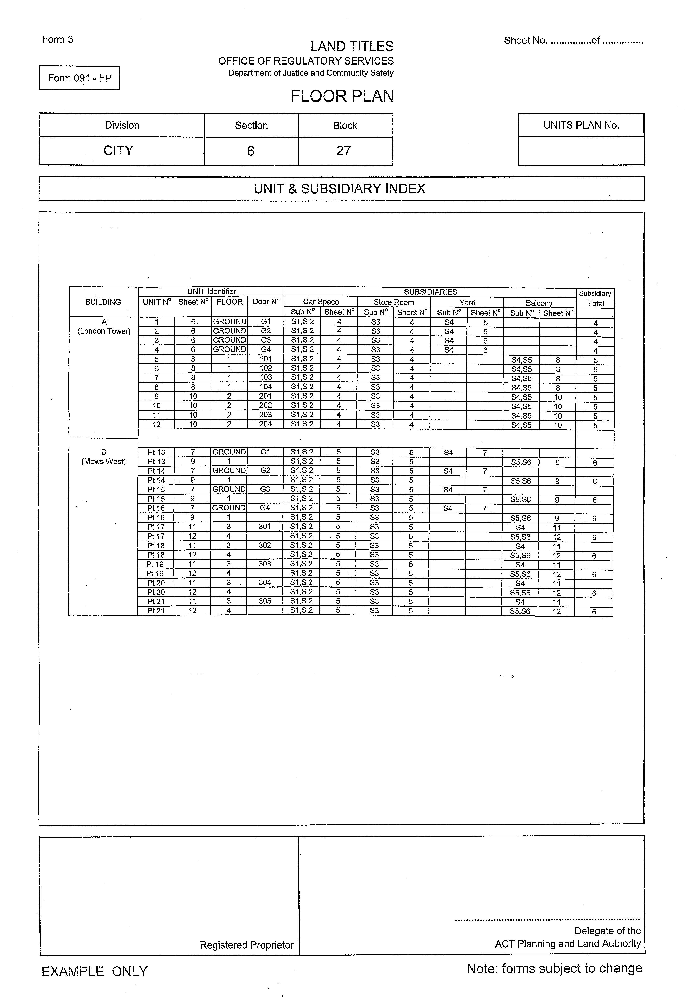 Form 3
Sheet No. ...............of ...............
LAND TITLES
OFFICE OF REGULATORY SERVICES
Department of Justice and Community Safety
Form 091 - FP
FLOOR PLAN
Division Section Block UNITS PLAN No.
CITY 6 27
UNIT & SUBSIDIARY INDEX
UNIT Identifier SUBSIDIARIES Subsidiary
BUILDING UNIT Nº Sheet Nº FLOOR Door Nº Car Space Store Room Yard Balcony Total
Sub Nº Sheet Nº Sub Nº Sheet Nº Sub Nº Sheet Nº Sub Nº Sheet Nº
A 1 6 GROUND G1 S1,S 2 4 S3 4 S4 6 4
(London Tower) 2 6 GROUND G2 S1,S 2 4 S3 4 S4 6 4
3 6 GROUND G3 S1,S 2 4 S3 4 S4 6 4
4 6 GROUND G4 S1,S 2 4 S3 4 S4 6 4
5 8 1 101 S1,S 2 4 S3 4 S4,S5 8 5
6 8 1 102 S1,S 2 4 S3 4 S4,S5 8 5
7 8 1 103 S1,S 2 4 S3 4 S4,S5 8 5
8 8 1 104 S1,S 2 4 S3 4 S4,S5 8 5
9 10 2 201 S1,S 2 4 S3 4 S4,S5 10 5
10 10 2 202 S1,S 2 4 S3 4 S4,S5 10 5
11 10 2 203 S1,S 2 4 S3 4 S4,S5 10 5
12 10 2 204 S1,S 2 4 S3 4 S4,S5 10 5
B Pt 13 7 GROUND G1 S1,S 2 5 S3 5 S4 7
(Mews West) Pt 13 9 1 S1,S 2 5 S3 5 S5,S6 9 6
Pt 14 7 GROUND G2 S1,S 2 5 S3 5 S4 7
Pt 14 9 1 S1,S 2 5 S3 5 S5,S6 9 6
Pt 15 7 GROUND G3 S1,S 2 5 S3 5 S4 7
Pt 15 9 1 S1,S 2 5 S3 5 S5,S6 9 6
Pt 16 7 GROUND G4 S1,S 2 5 S3 5 S4 7
Pt 16 9 1 S1,S 2 5 S3 5 S5,S6 9 6
Pt 17 11 3 301 S1,S 2 5 S3 5 S4 11
Pt 17 12 4 S1,S 2 5 S3 5 S5,S6 12 6
Pt 18 11 3 302 S1,S 2 5 S3 5 S4 11
Pt 18 12 4 S1,S 2 5 S3 5 S5,S6 12 6
Pt 19 11 3 303 S1,S 2 5 S3 5 S4 11
Pt 19 12 4 S1,S 2 5 S3 5 S5,S6 12 6
Pt 20 11 3 304 S1,S 2 5 S3 5 S4 11
Pt 20 12 4 S1,S 2 5 S3 5 S5,S6 12 6
Pt 21 11 3 305 S1,S 2 5 S3 5 S4 11
Pt 21 12 4 S1,S 2 5 S3 5 S5,S6 12 6
Delegate of the
Registered Proprietor ACT Planning and Land Authority
EXAMPLE ONLY Note: forms subject to change